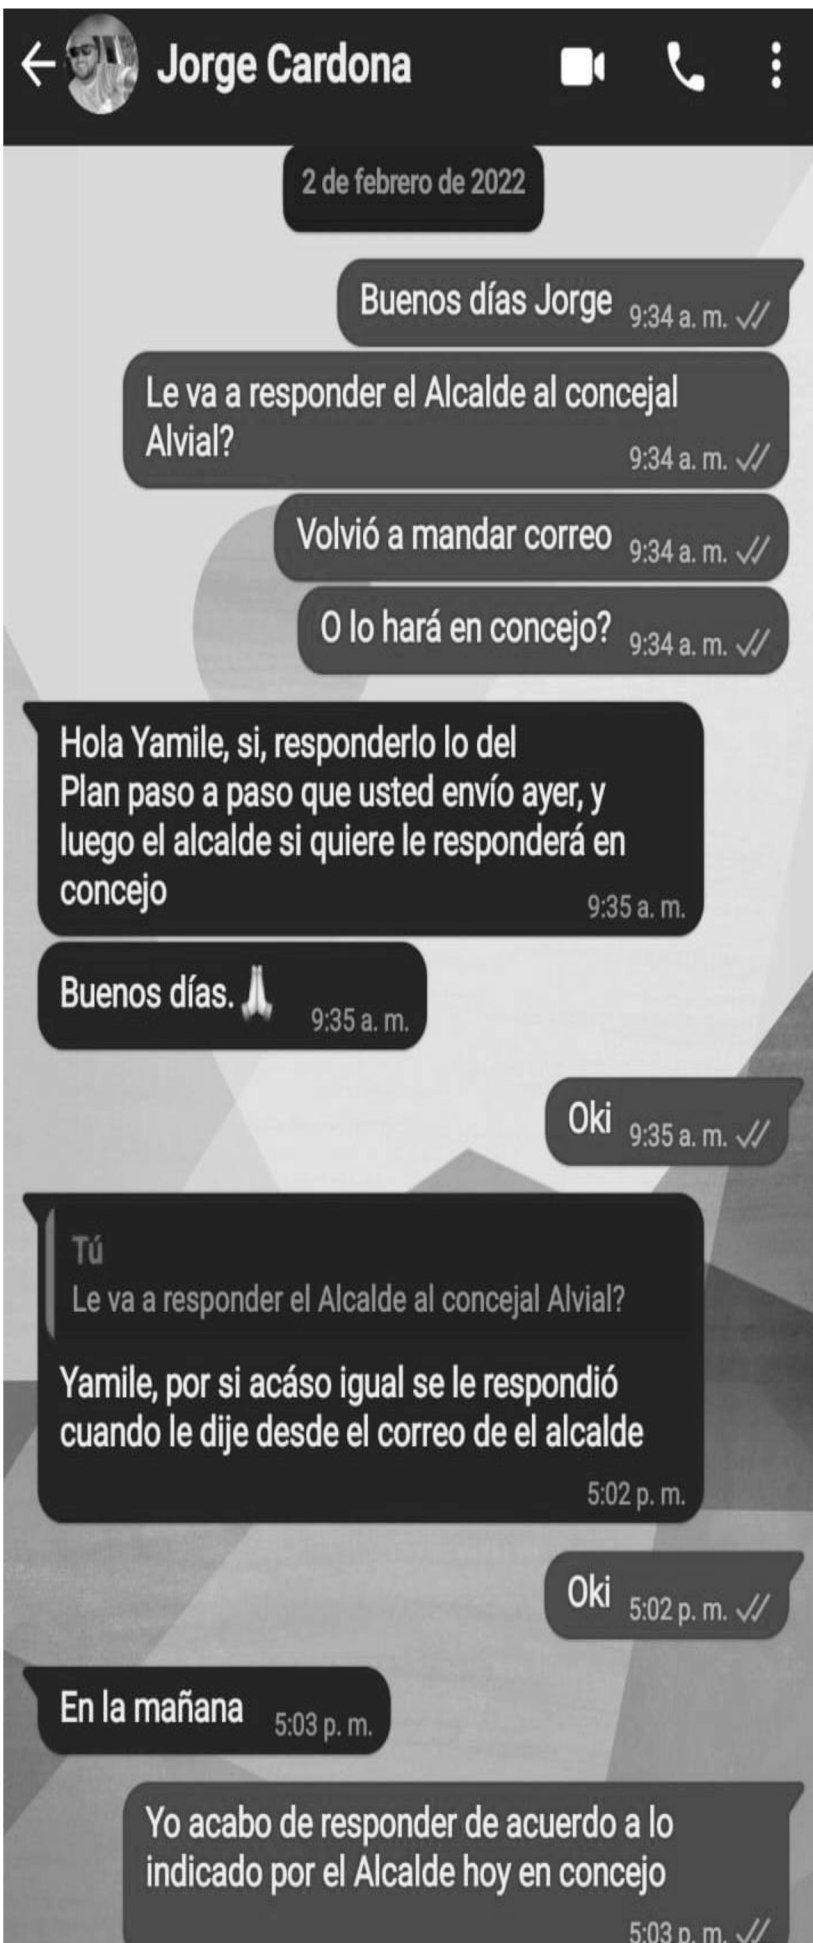 Jorge Cardona
2 de febrero de 2022
Buenos días Jorge 9:34 a. m.
Le va a responder el Alcalde al concejal
Alvial?
9:34 a. m.
Volvió a mandar correo 9:34 a. m.
O lo hará en concejo? 9:34 a. m.
Hola Yamile, si, responderlo lo del
Plan paso a paso que usted envío ayer, y
luego el alcalde si quiere le responderá en
concejo
9:35 a. m.
Buenos días. 🙏 9:35 a. m.
Oki 9:35 a. m.
Tú
Le va a responder el Alcalde al concejal Alvial?
Yamile, por si acáso igual se le respondió
cuando le dije desde el correo de el alcalde
5:02 p. m.
Oki 5:02 p. m.
En la mañana 5:03 p. m.
Yo acabo de responder de acuerdo a lo
indicado por el Alcalde hoy en concejo
5:03 p. m.